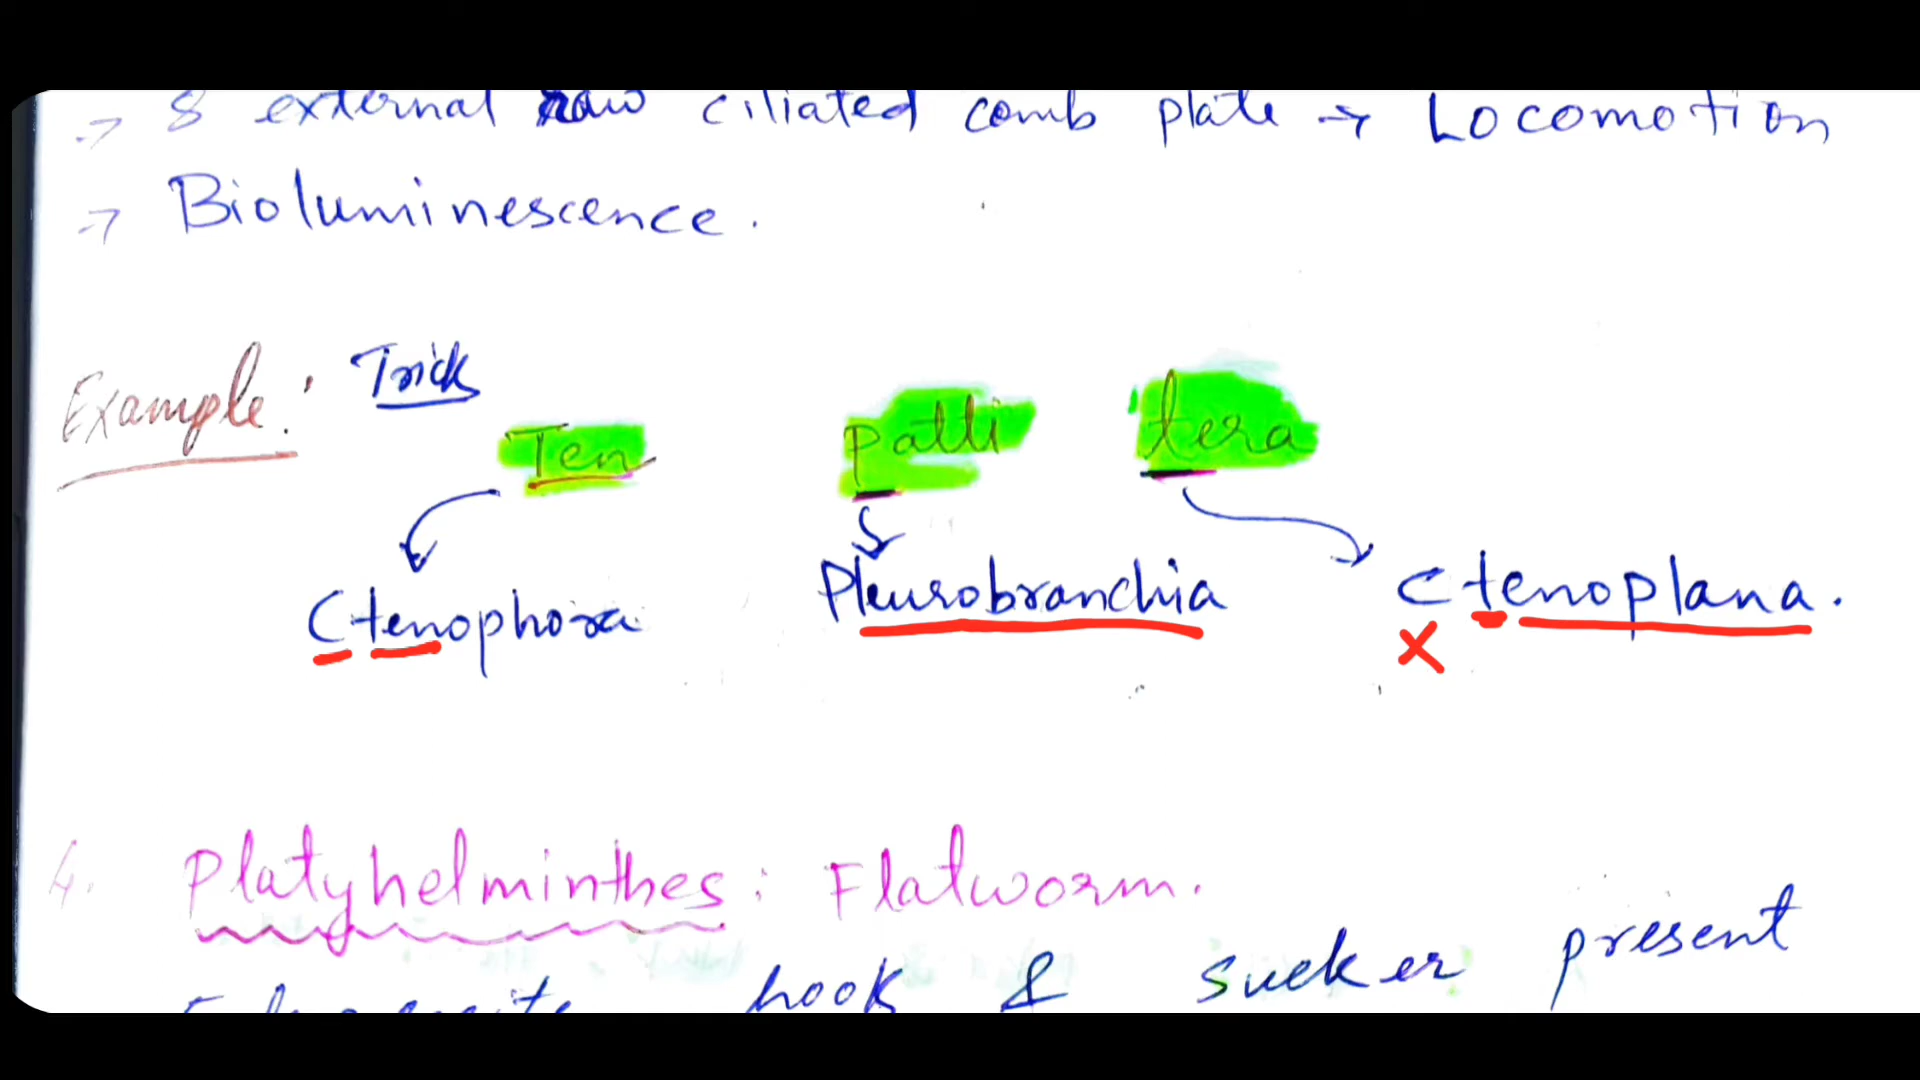 → 8 external row ciliated comb plate → Locomotion
→ Bioluminescence.
Example: Trick
Ten patti tera
Ctenophora Pleurobranchia Ctenoplana.
X
4. Platyhelminthes: Flatworm.
hook & sucker present